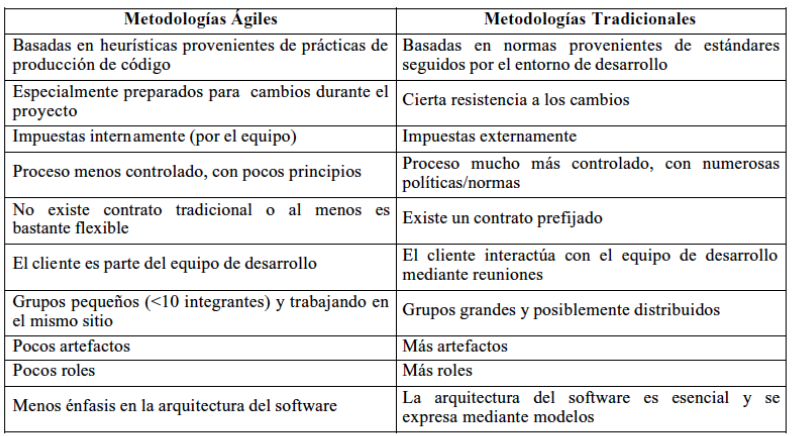 Metodologías Ágiles
Metodologías Tradicionales
Basadas en heurísticas provenientes de prácticas de
producción de código
Basadas en normas provenientes de estándares
seguidos por el entorno de desarrollo
Especialmente preparados para cambios durante el
proyecto
Cierta resistencia a los cambios
Impuestas internamente (por el equipo)
Impuestas externamente
Proceso menos controlado, con pocos principios
Proceso mucho más controlado, con numerosas
políticas/normas
No existe contrato tradicional o al menos es
bastante flexible
Existe un contrato prefijado
El cliente es parte del equipo de desarrollo
El cliente interactúa con el equipo de desarrollo
mediante reuniones
Grupos pequeños (<10 integrantes) y trabajando en
el mismo sitio
Grupos grandes y posiblemente distribuidos
Pocos artefactos
Más artefactos
Pocos roles
Más roles
Menos énfasis en la arquitectura del software
La arquitectura del software es esencial y se
expresa mediante modelos